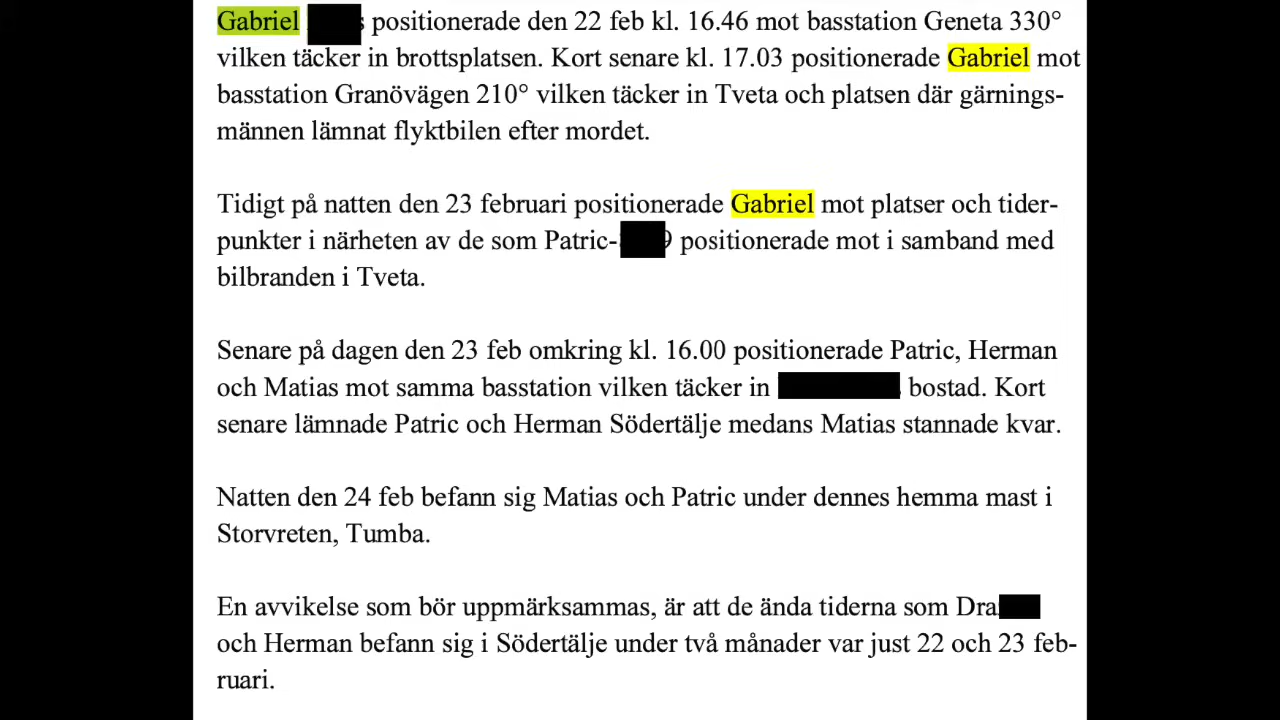 Gabriel positionerade den 22 feb kl. 16.46 mot basstation Geneta 330°
vilken täcker in brottsplatsen. Kort senare kl. 17.03 positionerade Gabriel mot
basstation Granövägen 210° vilken täcker in Tveta och platsen där gärnings-
männen lämnat flyktbilen efter mordet.
Tidigt på natten den 23 februari positionerade Gabriel mot platser och tider-
punkter i närheten av de som Patric- positionerade mot i samband med
bilbranden i Tveta.
Senare på dagen den 23 feb omkring kl. 16.00 positionerade Patric, Herman
och Matias mot samma basstation vilken täcker in bostad. Kort
senare lämnade Patric och Herman Södertälje medans Matias stannade kvar.
Natten den 24 feb befann sig Matias och Patric under dennes hemma mast i
Storvreten, Tumba.
En avvikelse som bör uppmärksammas, är att de ända tiderna som
och Herman befann sig i Södertälje under två månader var just 22 och 23 feb-
ruari.